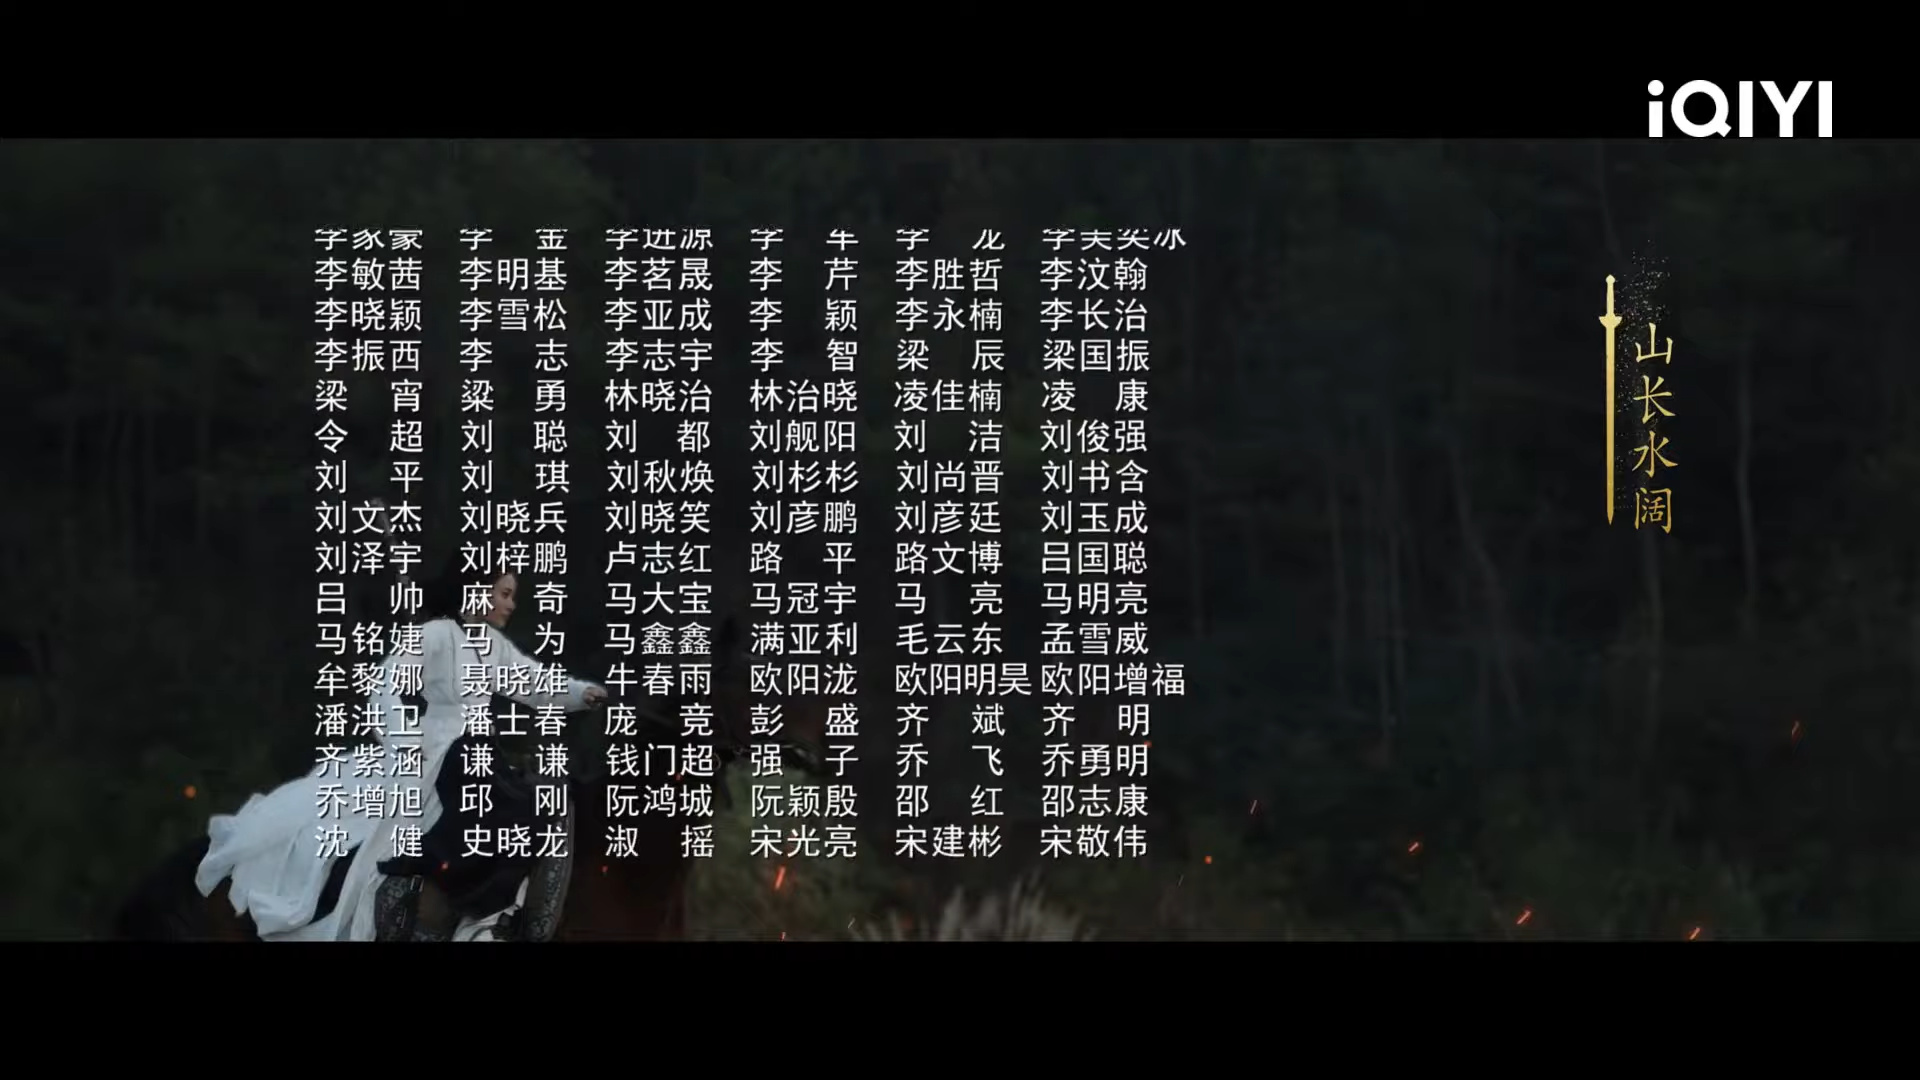 iQIYI
李敏茜 李明基 李茗晟 李 芹 李胜哲 李汶翰
李晓颖 李雪松 李亚成 李 颖 李永楠 李长治
李振西 李 志 李志宇 李 智 梁 辰 梁国振
梁 宵 梁 勇 林晓治 林治晓 凌佳楠 凌 康
令 超 刘 聪 刘 都 刘舰阳 刘 洁 刘俊强
刘 平 刘 琪 刘秋焕 刘杉杉 刘尚晋 刘书含
刘文杰 刘晓兵 刘晓笑 刘彦鹏 刘彦廷 刘玉成
刘泽宇 刘梓鹏 卢志红 路 平 路文博 吕国聪
吕 帅 麻 奇 马大宝 马冠宇 马 亮 马明亮
马铭婕 马 为 马鑫鑫 满亚利 毛云东 孟雪威
牟黎娜 聂晓雄 牛春雨 欧阳泷 欧阳明昊 欧阳增福
潘洪卫 潘士春 庞 竞 彭 盛 齐 斌 齐 明
齐紫涵 谦 谦 钱门超 强 子 乔 飞 乔勇明
乔增旭 邱 刚 阮鸿城 阮颖殷 邵 红 邵志康
沈 健 史晓龙 淑 摇 宋光亮 宋建彬 宋敬伟
山长水阔